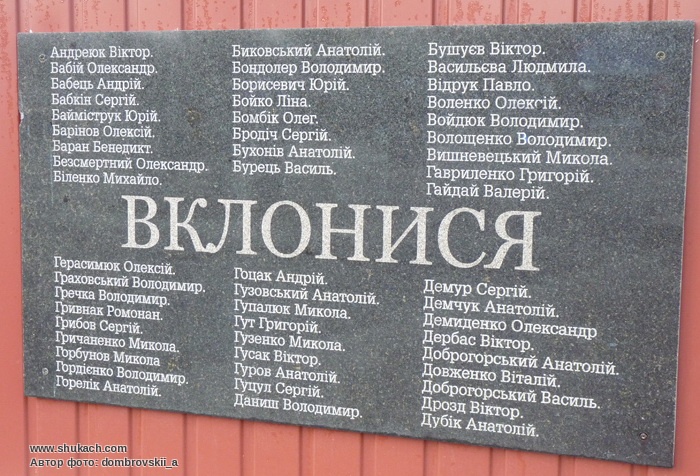 Андреюк Віктор.
Бабій Олександр.
Бабець Андрій.
Бабкін Сергій.
Байміструк Юрій.
Барінов Олексій.
Баран Бенедикт.
Безсмертний Олександр.
Біленко Михайло.
Биковський Анатолій.
Бондолер Володимир.
Борисевич Юрій.
Бойко Ліна.
Бомбік Олег.
Бродіч Сергій.
Бухонів Анатолій.
Бурець Василь.
Бушуєв Віктор.
Васильєва Людмила.
Відрук Павло.
Воленко Олексій.
Войдюк Володимир.
Волощенко Володимир.
Вишневецький Микола.
Гавриленко Григорій.
Гайдай Валерій.
ВКЛОНИСЯ
Герасимюк Олексій.
Граховський Володимир.
Гречка Володимир.
Гривнак Ромонан.
Грибов Сергій.
Гричаненко Микола.
Горбунов Микола
Гордієнко Володимир.
Горелік Анатолій.
Гоцак Андрій.
Гузовський Анатолій.
Гупалюк Микола.
Гут Григорій.
Гузенко Микола.
Гусак Віктор.
Гуров Анатолій.
Гуцул Сергій.
Даниш Володимир.
Демур Сергій.
Демчук Анатолій.
Демиденко Олександр
Дербас Віктор.
Доброгорський Анатолій.
Довженко Віталій.
Доброгорський Василь.
Дрозд Віктор.
Дубік Анатолій.
www.shukach.com
Автор фото: dombrovskii_a